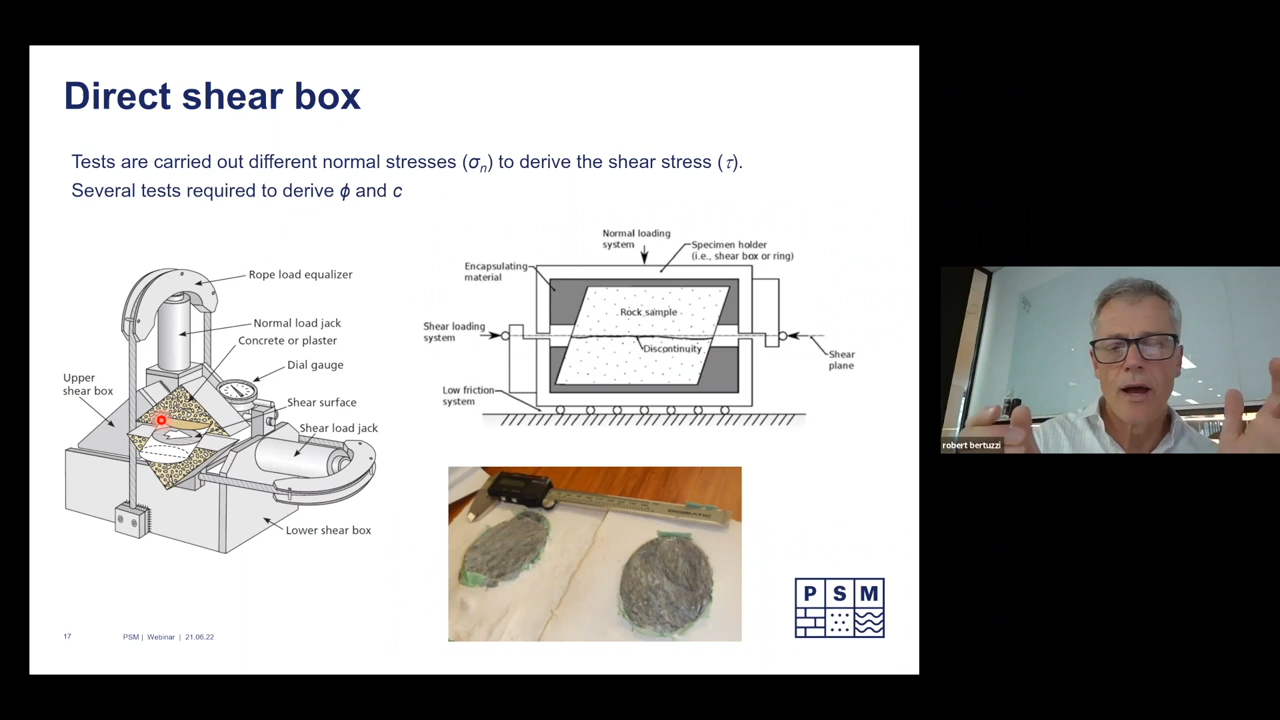 Direct shear box
Tests are carried out different normal stresses (σn) to derive the shear stress (τ).
Several tests required to derive ϕ and c
Rope load equalizer
Normal load jack
Concrete or plaster
Dial gauge
Upper
shear box
Shear surface
Shear load jack
Lower shear box
Normal loading
system
Specimen holder
(i.e., shear box or ring)
Encapsulating
material
Rock sample
Shear loading
system
Discontinuity
Shear
plane
Low friction
system
P S M
17
PSM | Webinar | 21.06.22
robert bertuzzi